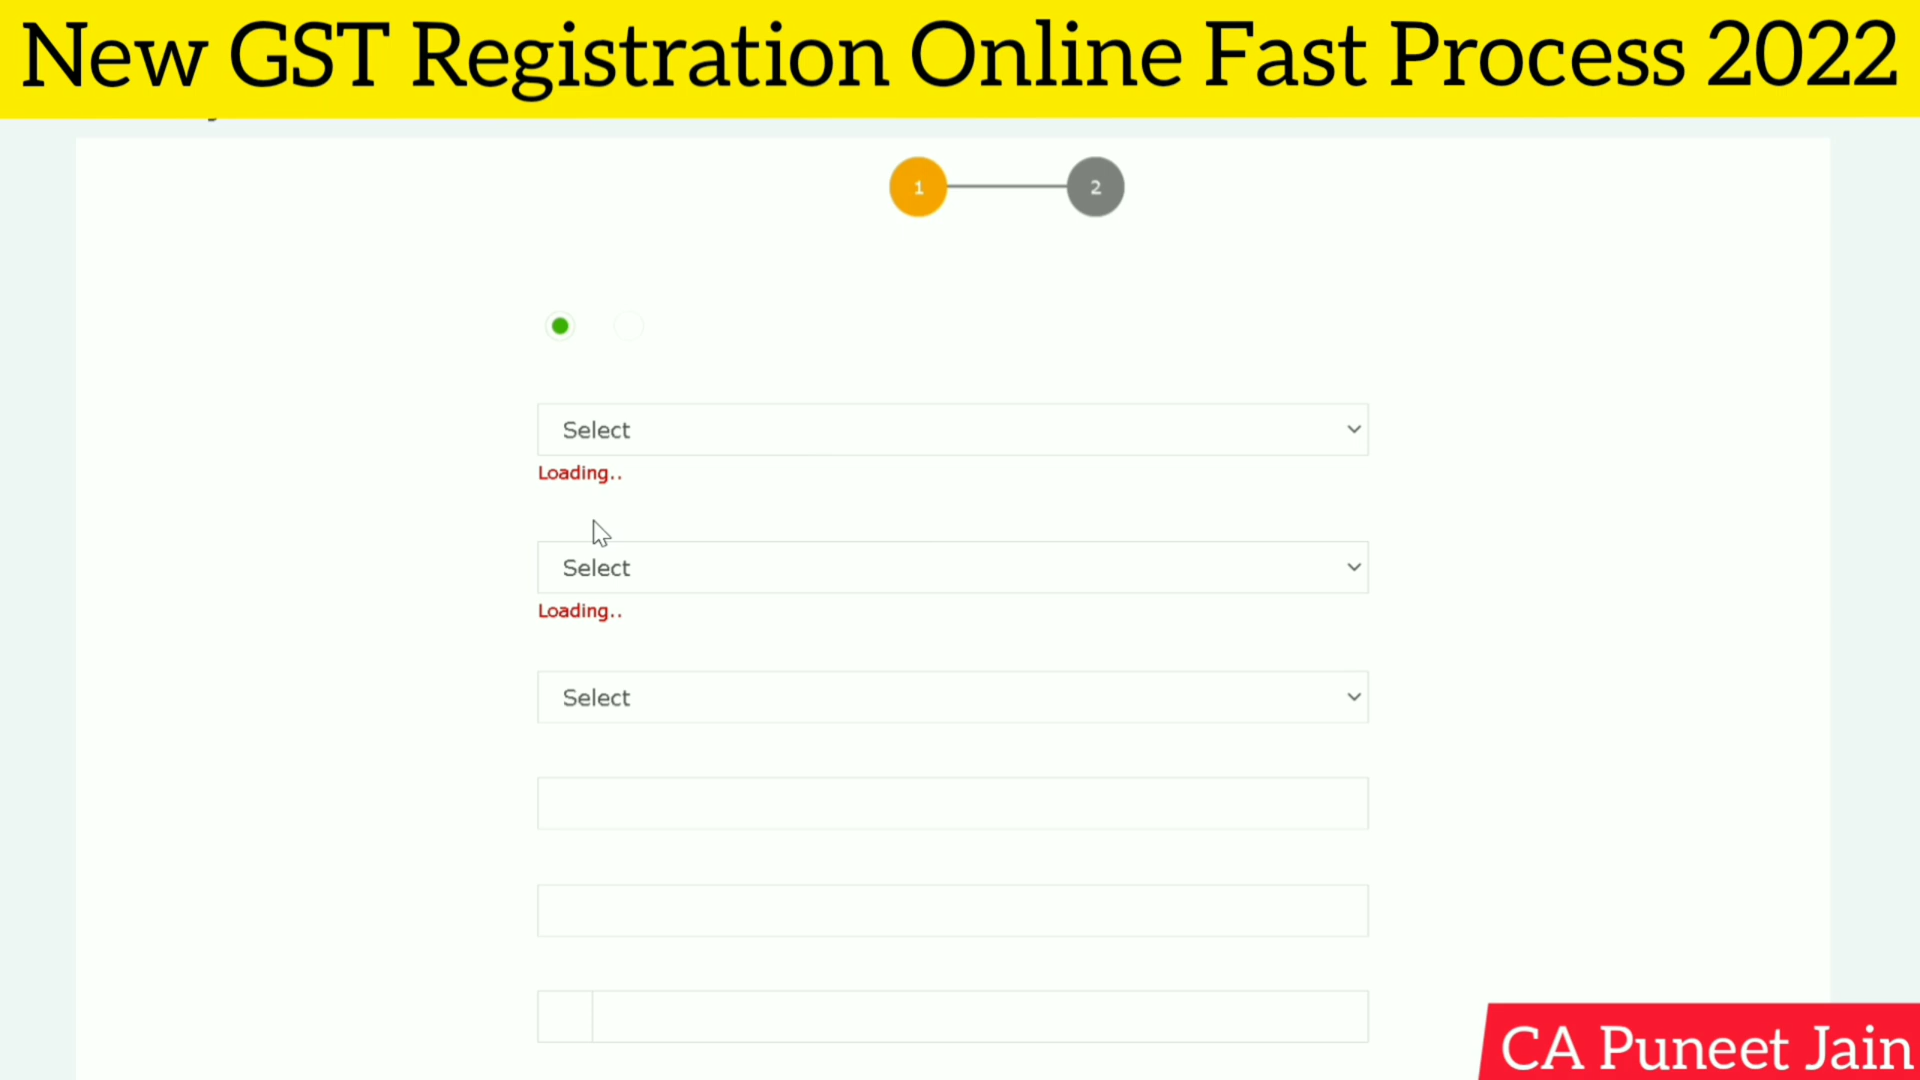 New GST Registration Online Fast Process 2022
1 2
Select
Loading..
Select
Loading..
Select
CA Puneet Jain